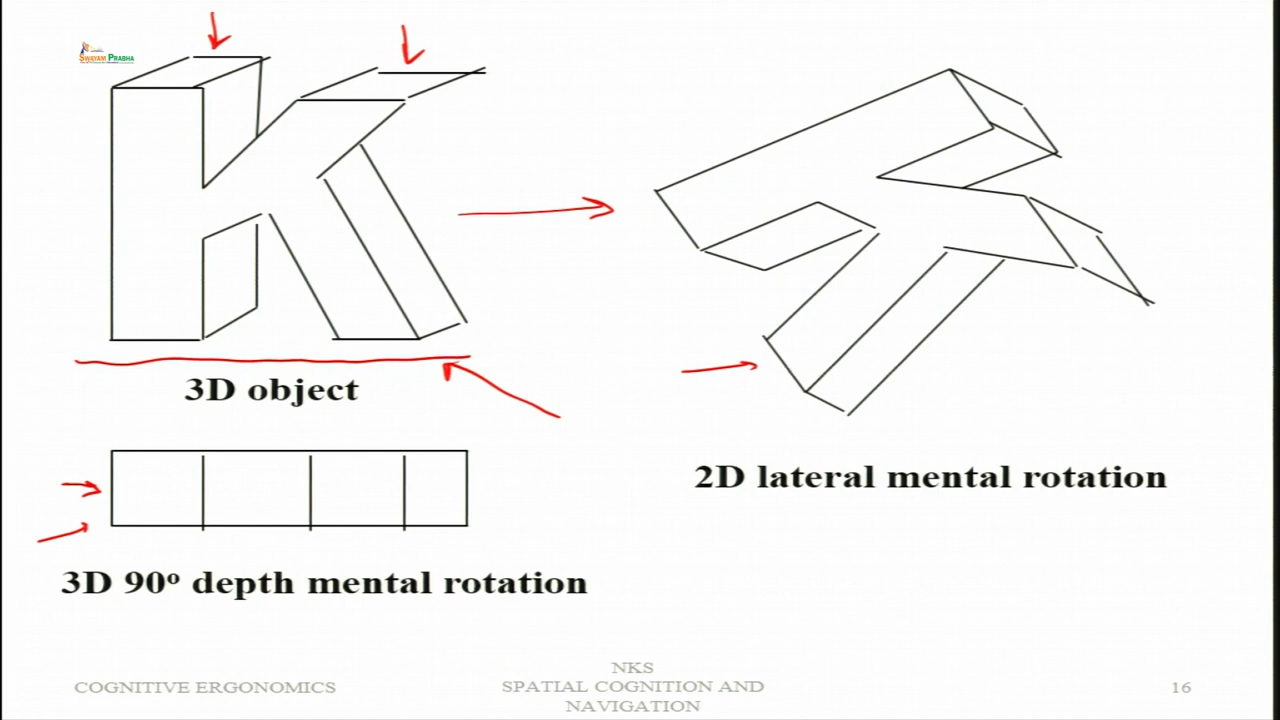 SWAYAM PRABHA
3D object
2D lateral mental rotation
3D 90º depth mental rotation
COGNITIVE ERGONOMICS
NKS
SPATIAL COGNITION AND
NAVIGATION
16